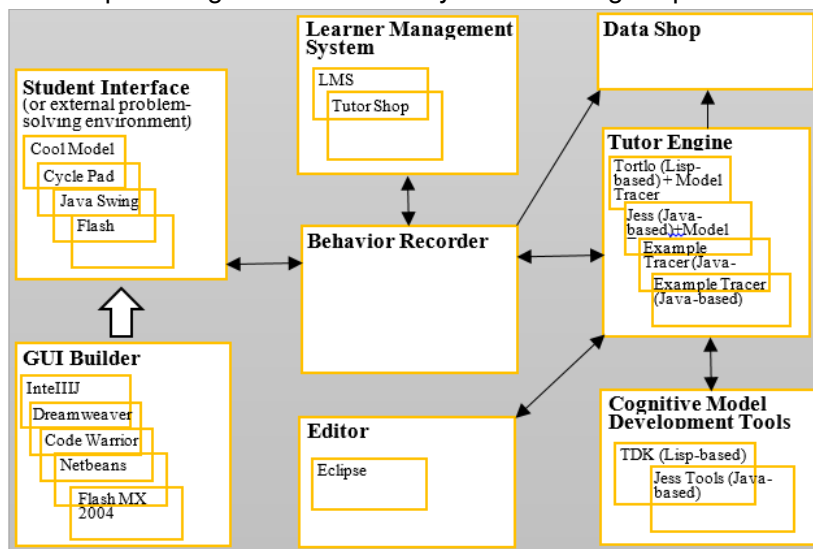 Learner Management
System
LMS
Tutor Shop
Data Shop
Student Interface
(or external problem-
solving environment)
Cool Model
Cycle Pad
Java Swing
Flash
Behavior Recorder
Tutor Engine
Tortlo (Lisp-
based) + Model
Tracer
Jess (Java-
based)+Model
Example
Tracer (Java-
Example Tracer
(Java-based)
GUI Builder
InteIIIJ
Dreamweaver
Code Warrior
Netbeans
Flash MX
2004
Editor
Eclipse
Cognitive Model
Development Tools
TDK (Lisp-based)
Jess Tools (Java-
based)